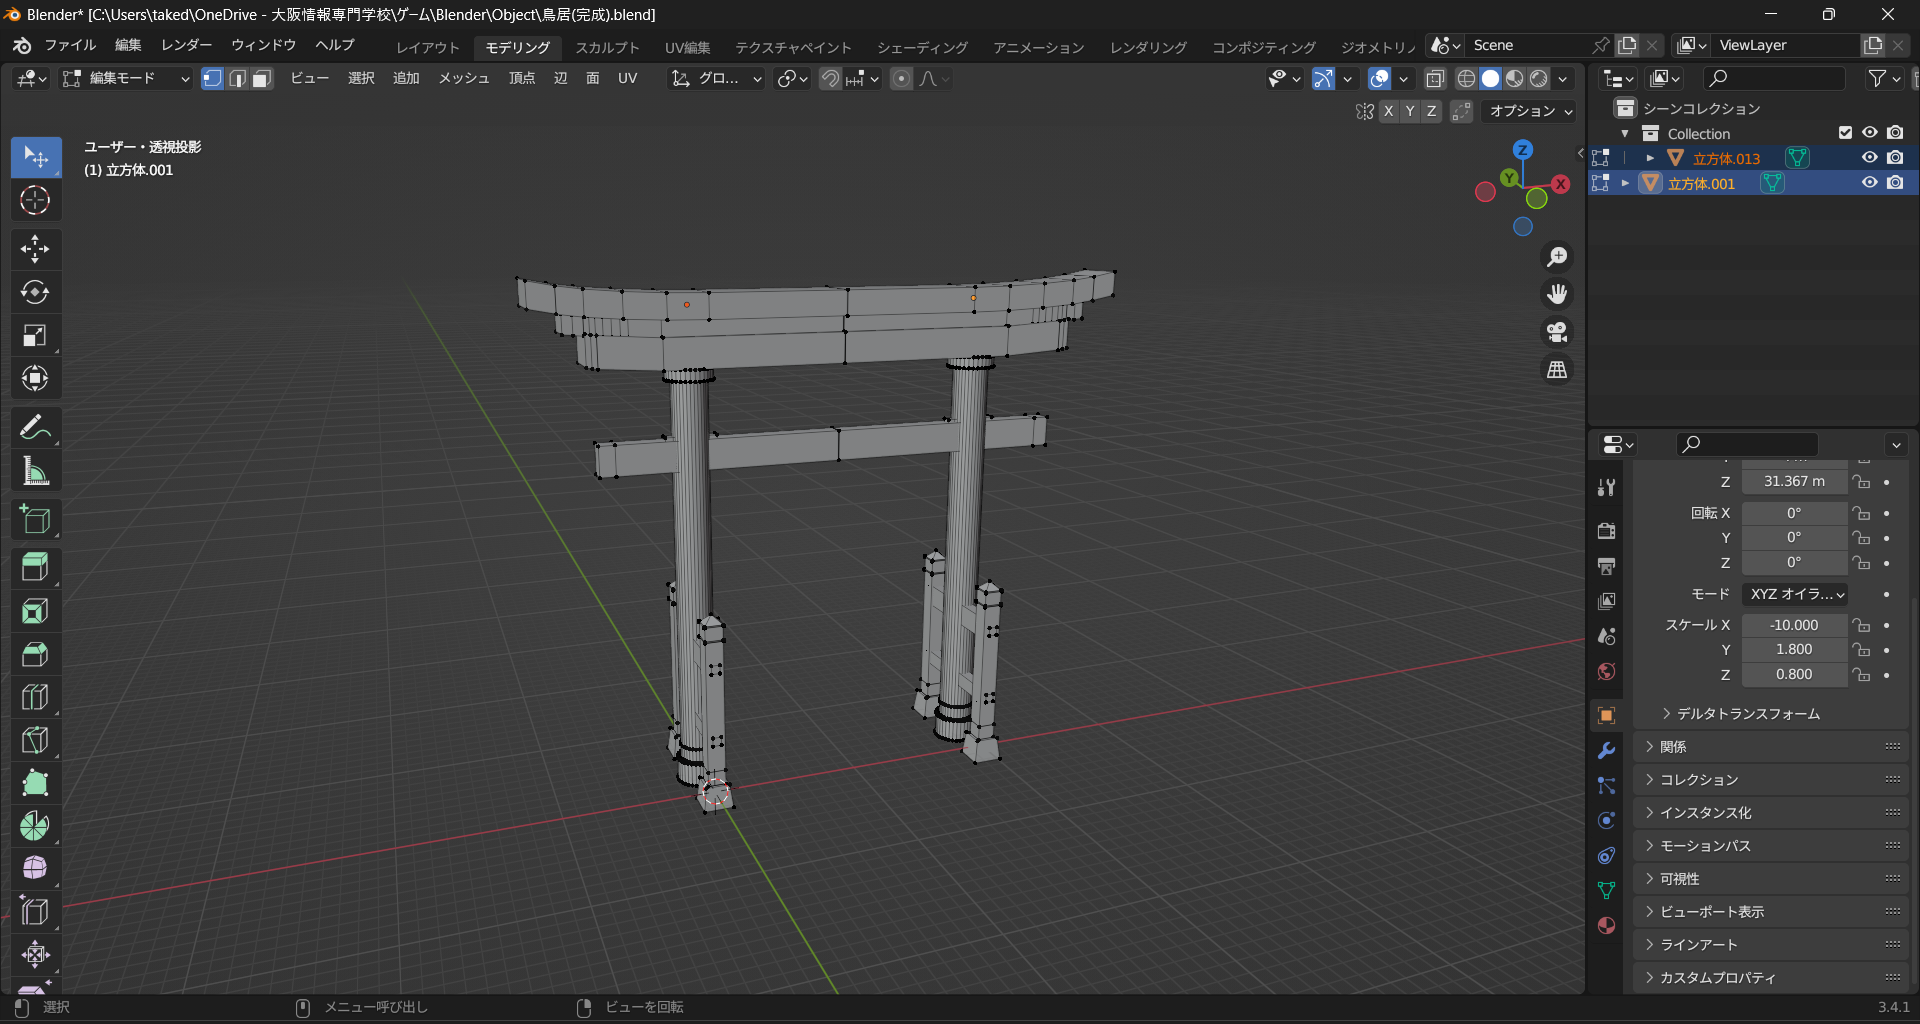 Blender* [C:\Users\taked\OneDrive - 大阪情報専門学校\ゲーム\Blender\Object\鳥居(完成).blend]
ファイル 編集 レンダー ウィンドウ ヘルプ レイアウト モデリング スカルプト UV編集 テクスチャペイント シェーディング アニメーション レンダリング コンポジティング ジオメトリノ Scene ViewLayer
編集モード ビュー 選択 追加 メッシュ 頂点 辺 面 UV グロ...
X Y Z オプション
ユーザー・透視投影
(1) 立方体.001
Z
Y
X
シーンコレクション
Collection
立方体.013
立方体.001
Z 31.367 m
回転 X 0°
Y 0°
Z 0°
モード XYZ オイラ...
スケール X -10.000
Y 1.800
Z 0.800
デルタトランスフォーム
関係
コレクション
インスタンス化
モーションパス
可視性
ビューポート表示
ラインアート
カスタムプロパティ
選択 メニュー呼び出し ビューを回転 3.4.1